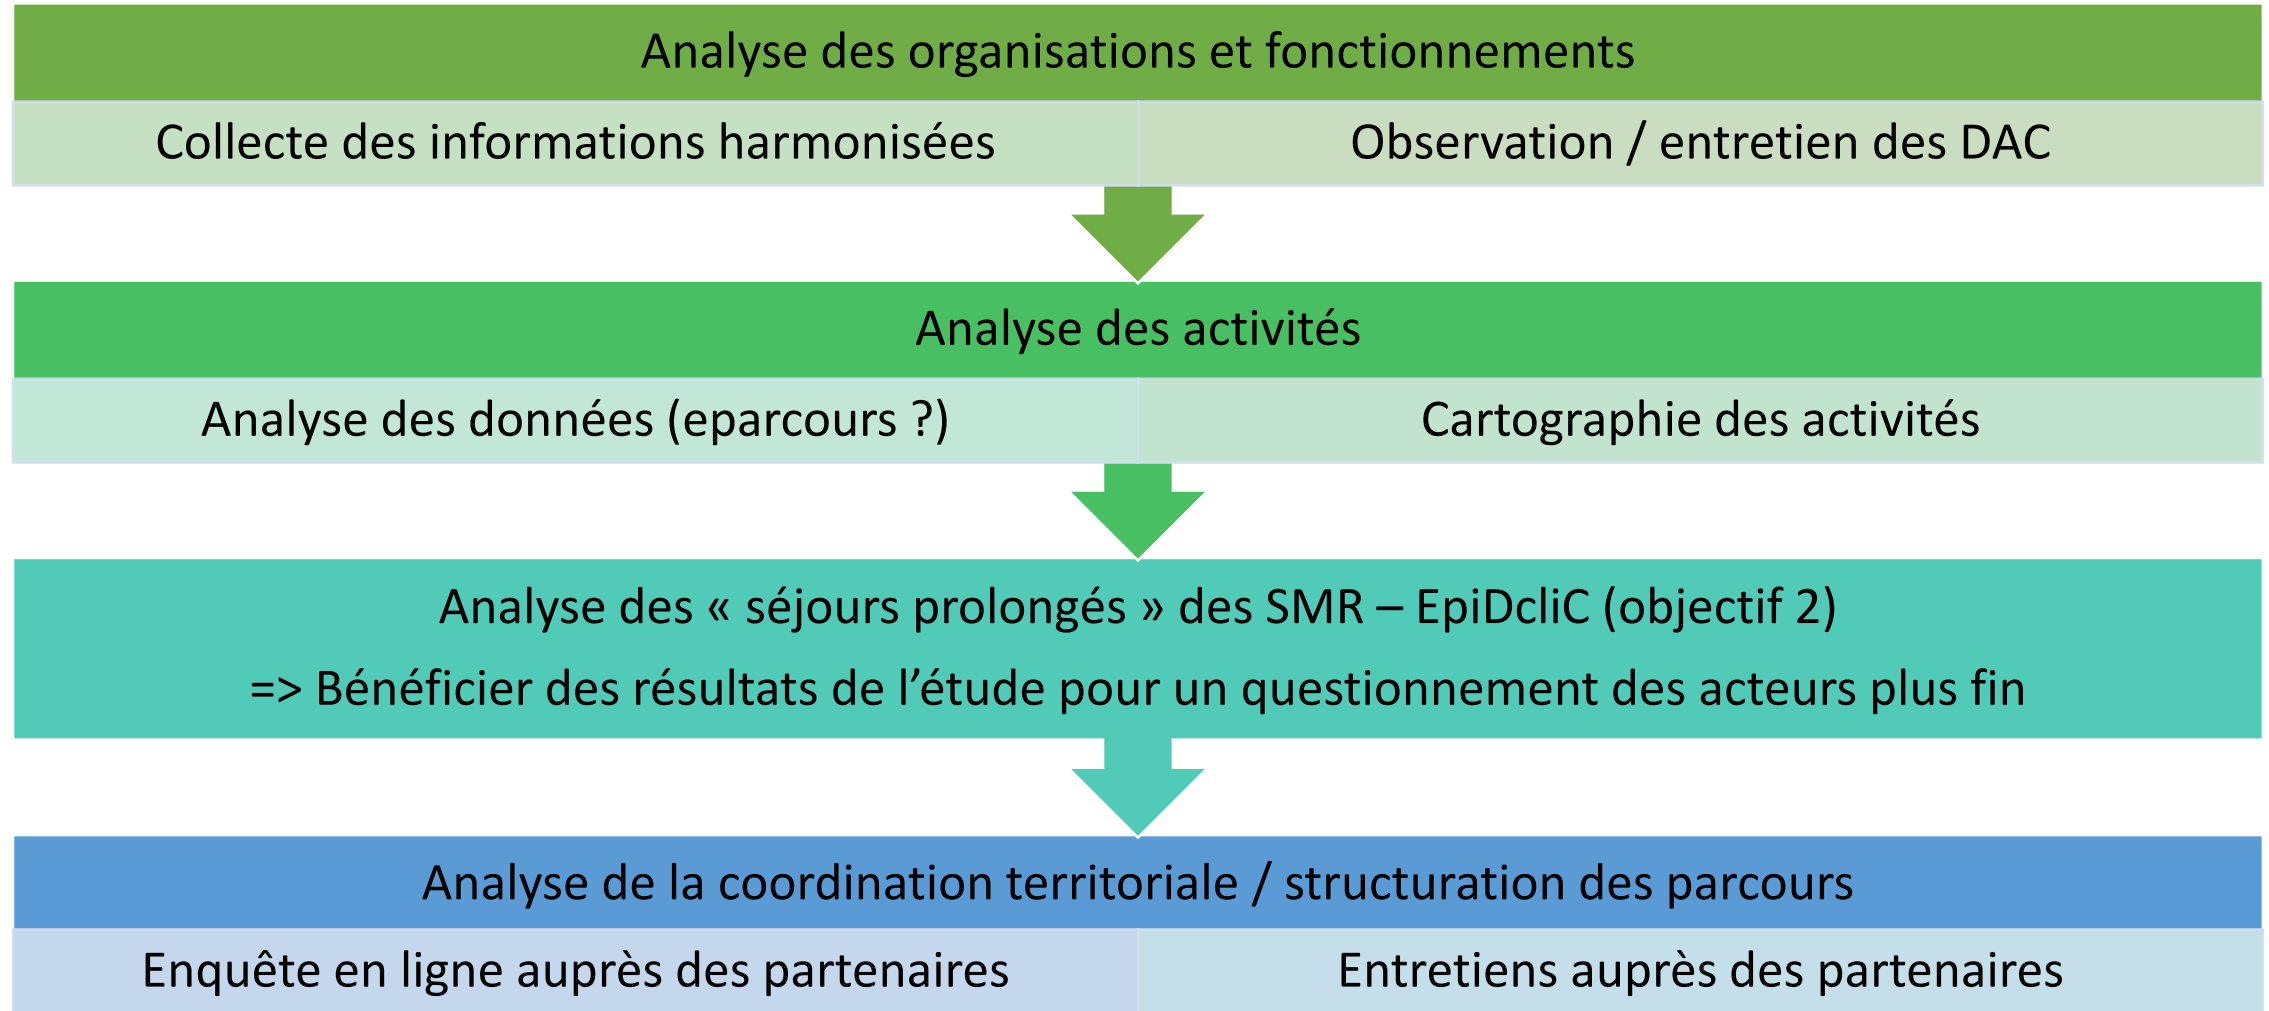 Analyse des organisations et fonctionnements
Collecte des informations harmonisées
Observation / entretien des DAC
Analyse des activités
Analyse des données (eparcours ?)
Cartographie des activités
Analyse des « séjours prolongés » des SMR – EpiDcliC (objectif 2)
=> Bénéficier des résultats de l’étude pour un questionnement des acteurs plus fin
Analyse de la coordination territoriale / structuration des parcours
Enquête en ligne auprès des partenaires
Entretiens auprès des partenaires